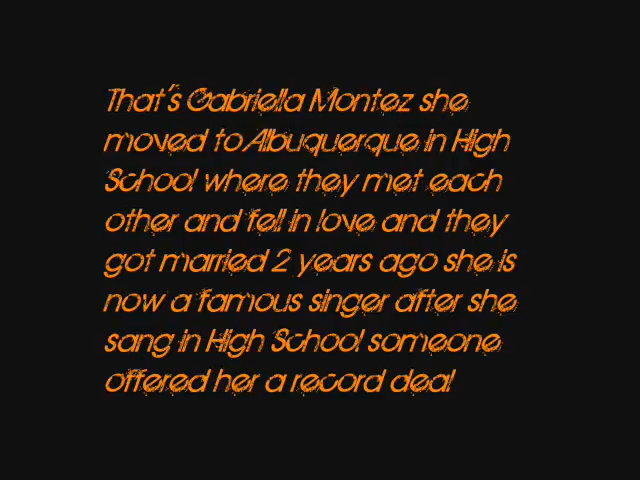 That's Gabriella Montez she
moved to Albuquerque in High
School where they met each
other and fell in love and they
got married 2 years ago she is
now a famous singer after she
sang in High School someone
offered her a record deal